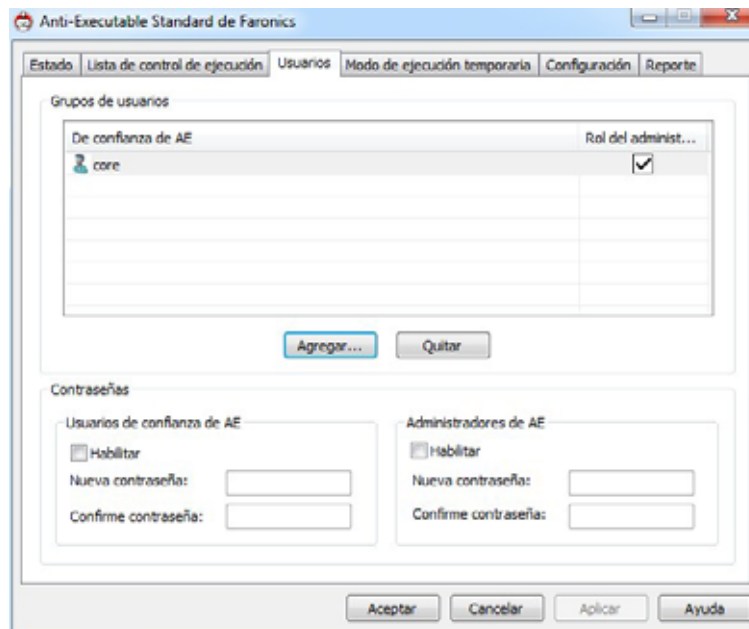 Anti-Executable Standard de Faronics
Estado Lista de control de ejecución Usuarios Modo de ejecución temporaria Configuración Reporte
Grupos de usuarios
De confianza de AE Rol del administ...
core
Agregar... Quitar
Contraseñas
Usuarios de confianza de AE Administradores de AE
Habilitar Habilitar
Nueva contraseña: Nueva contraseña:
Confirme contraseña: Confirme contraseña:
Aceptar Cancelar Aplicar Ayuda